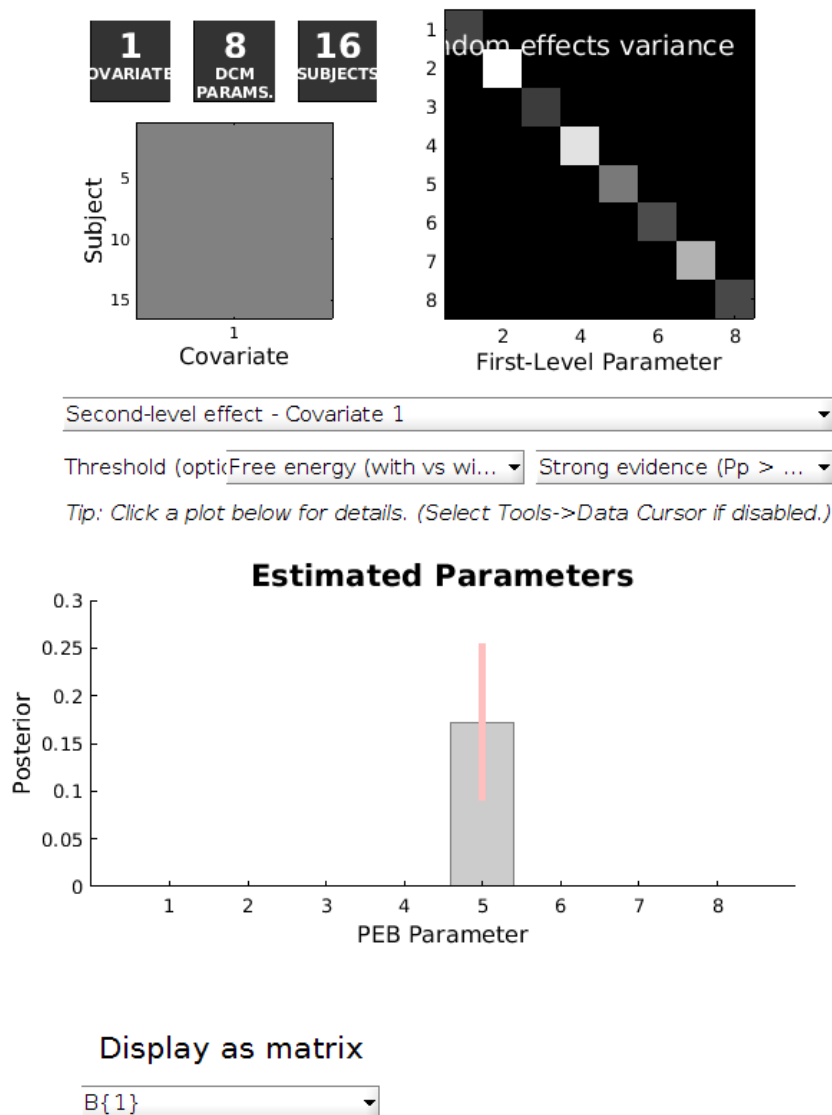 1
OVARIATE
8
DCM
PARAMS.
16
SUBJECTS
5
10
15
Subject
1
Covariate
ndom effects variance
1
2
3
4
5
6
7
8
2
4
6
8
First-Level Parameter
Second-level effect - Covariate 1
Threshold (optic
Free energy (with vs wi...
Strong evidence (Pp > ...
Tip: Click a plot below for details. (Select Tools->Data Cursor if disabled.)
Estimated Parameters
0.3
0.25
0.2
0.15
0.1
0.05
0
Posterior
1 2 3 4 5 6 7 8
PEB Parameter
Display as matrix
B{1}